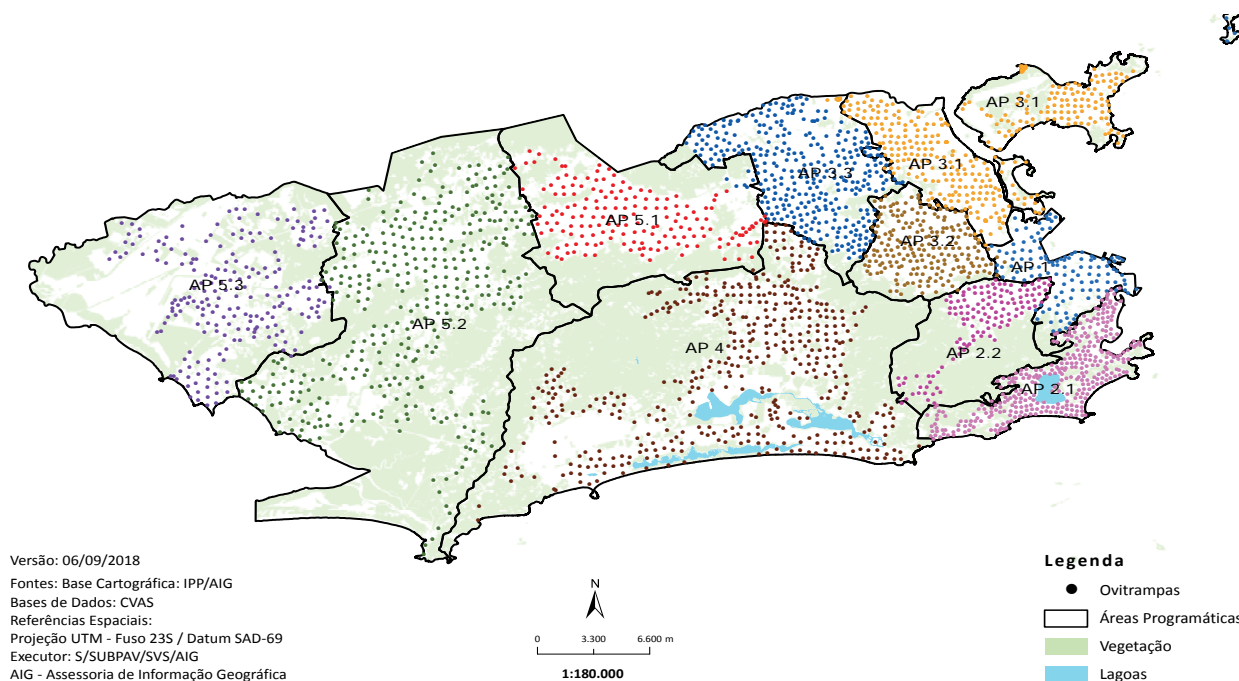 AP 3.1
AP 3.1
AP 3.3
AP 5.1
AP 3.2
AP 1
AP 5.3
AP 5.2
AP 4
AP 2.2
AP 2.1
Versão: 06/09/2018
Fontes: Base Cartográfica: IPP/AIG
Bases de Dados: CVAS
Referências Espaciais:
Projeção UTM - Fuso 23S / Datum SAD-69
Executor: S/SUBPAV/SVS/AIG
AIG - Assessoria de Informação Geográfica
N
0 3.300 6.600 m
1:180.000
Legenda
Ovitrampas
Áreas Programáticas
Vegetação
Lagoas